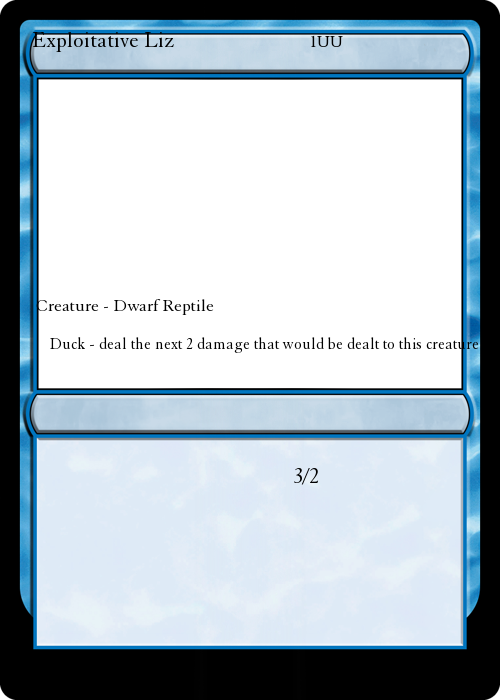 Exploitative Liz
1UU
Creature - Dwarf Reptile
Duck - deal the next 2 damage that would be dealt to this creature
3/2